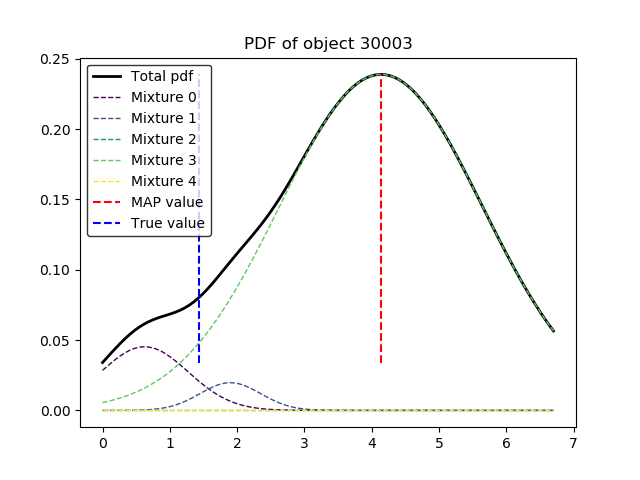 PDF of object 30003
0.25
0.20
0.15
0.10
0.05
0.00
Total pdf
Mixture 0
Mixture 1
Mixture 2
Mixture 3
Mixture 4
MAP value
True value
0 1 2 3 4 5 6 7